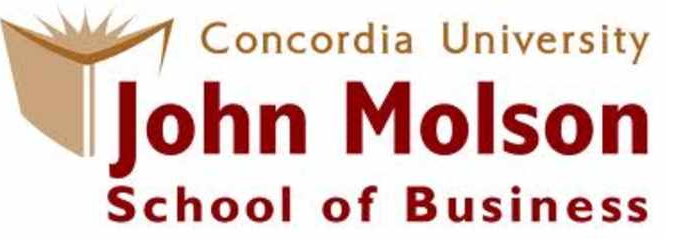 Concordia University
John Molson
School of Business